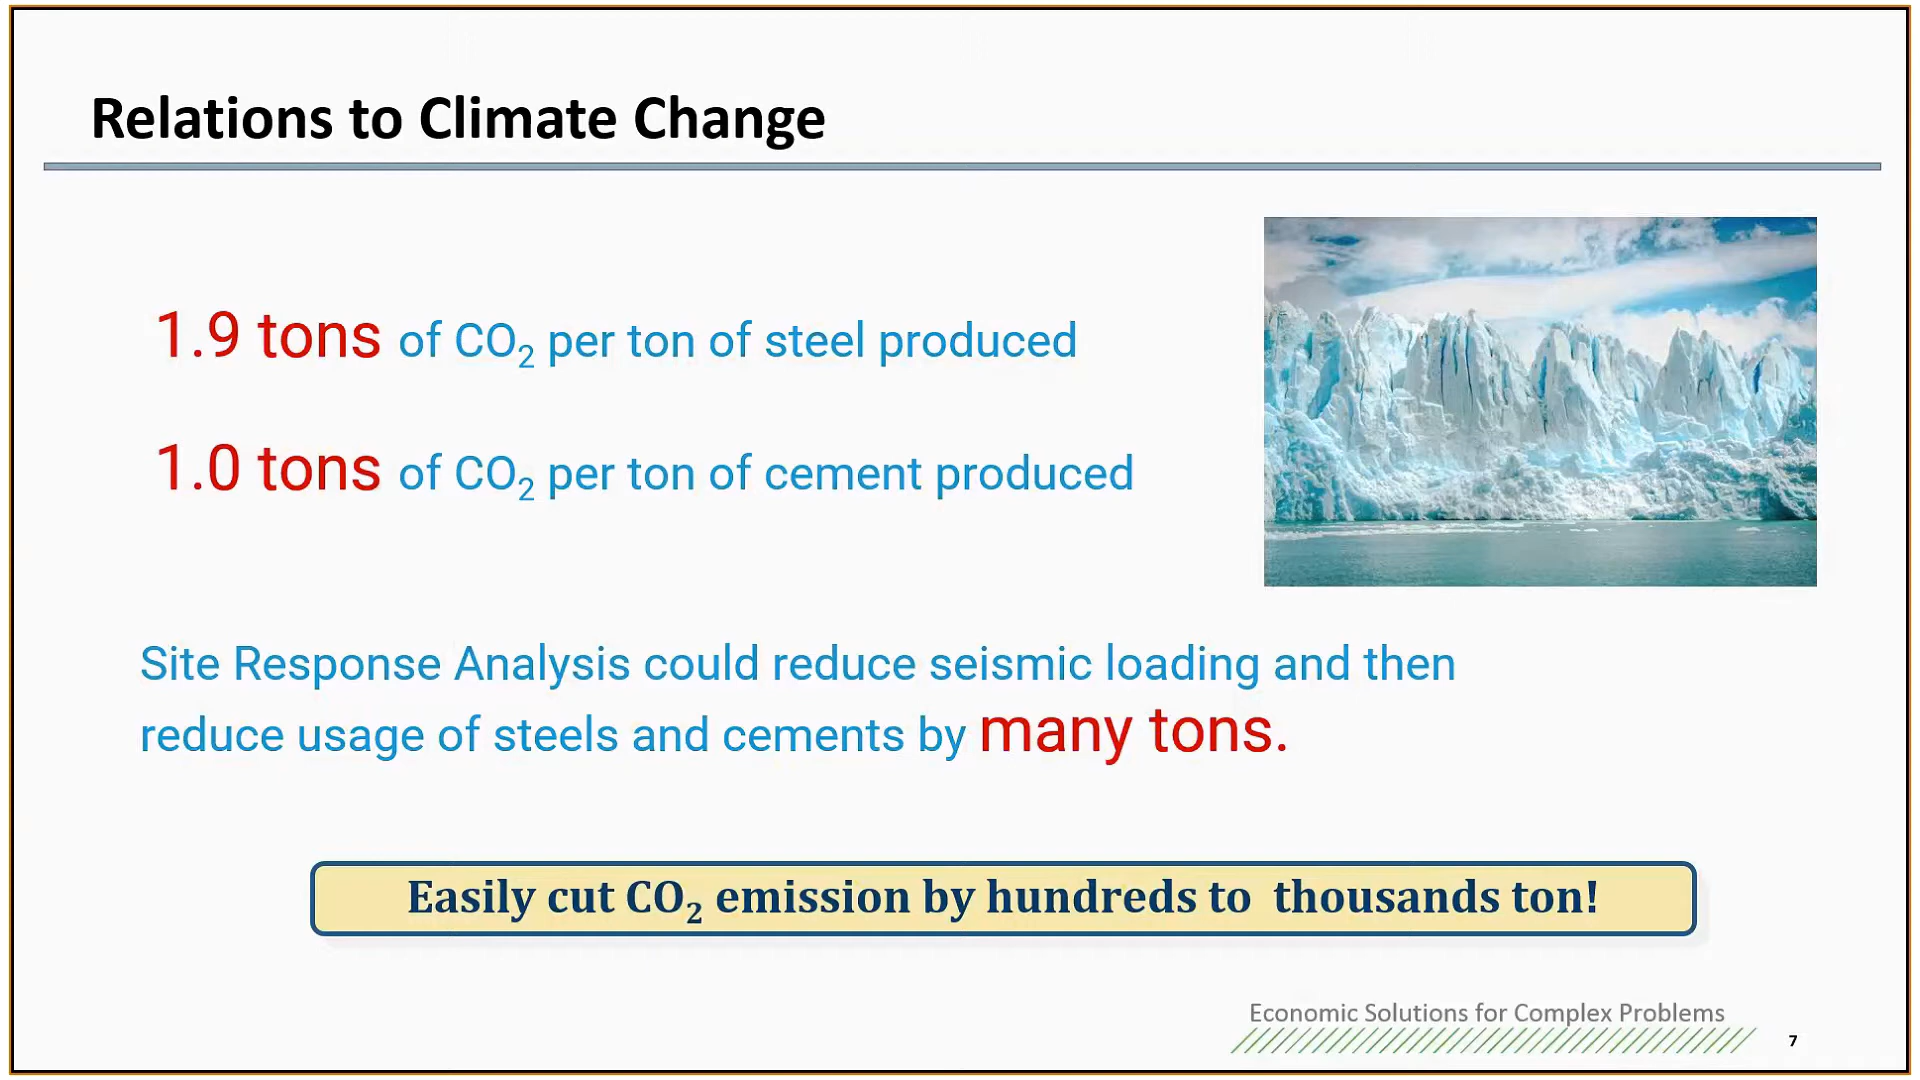 Relations to Climate Change
1.9 tons of CO₂ per ton of steel produced
1.0 tons of CO₂ per ton of cement produced
Site Response Analysis could reduce seismic loading and then
reduce usage of steels and cements by many tons.
Easily cut CO₂ emission by hundreds to  thousands ton!
Economic Solutions for Complex Problems
7